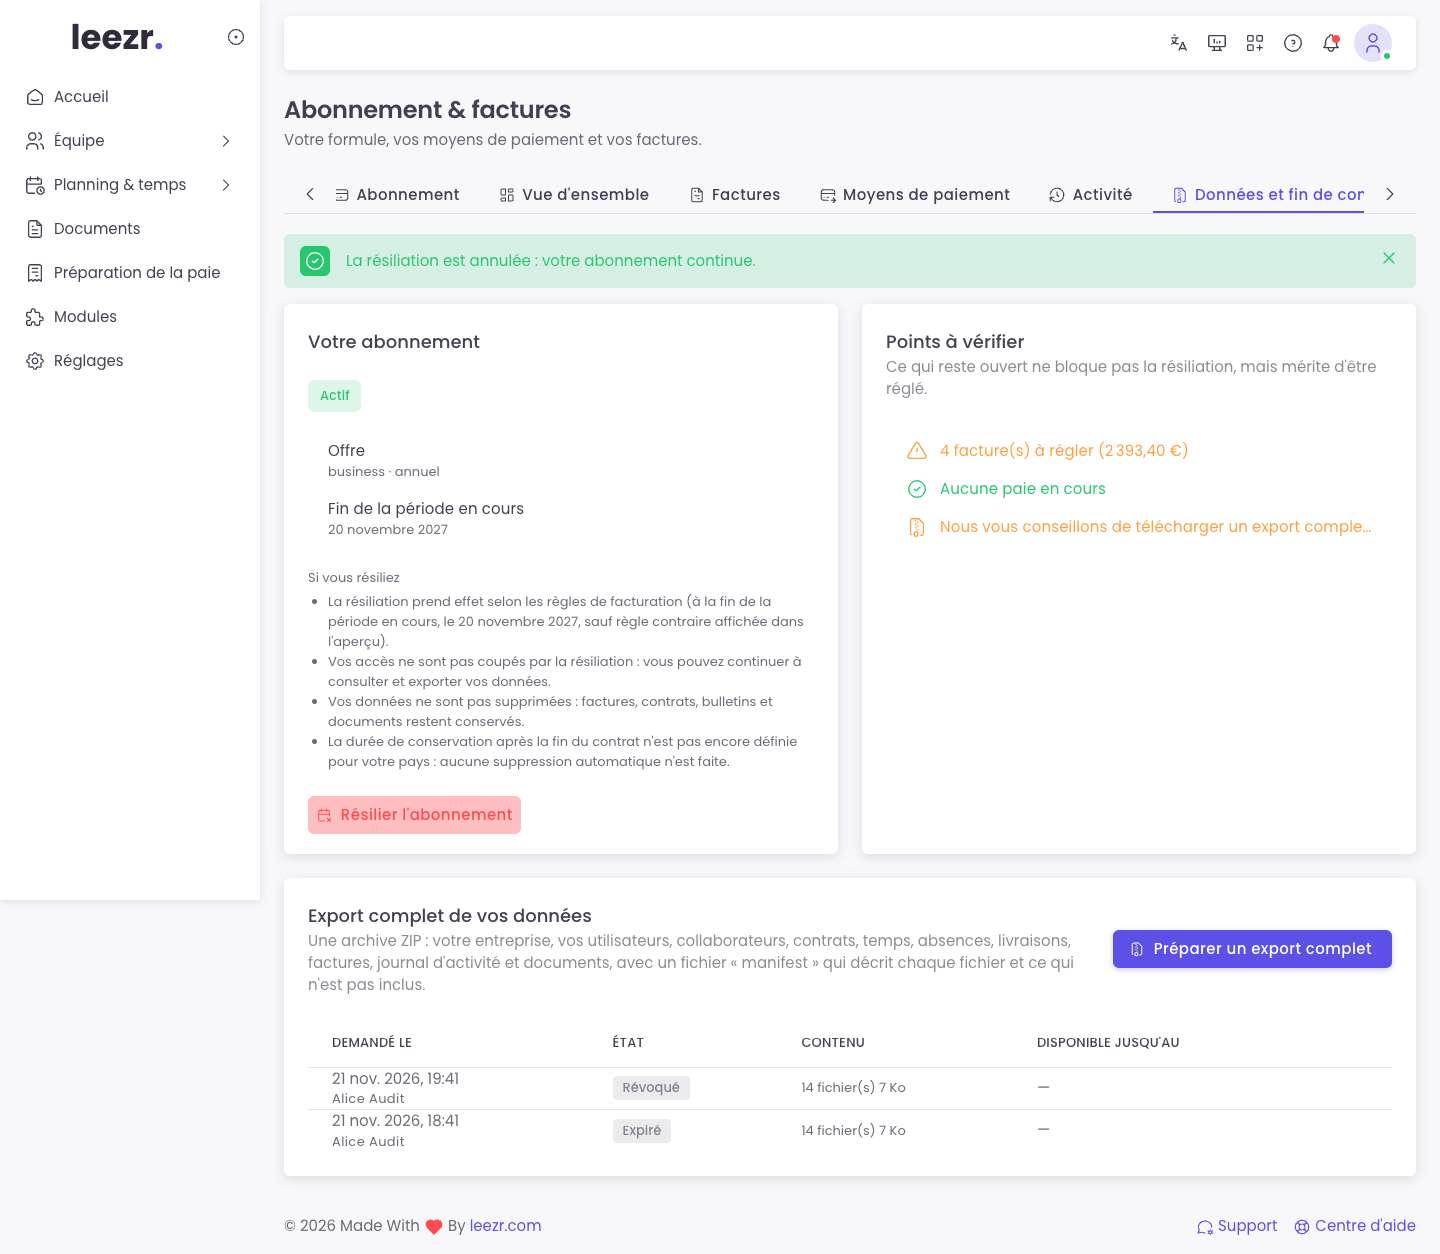 leezr.
Accueil
Équipe
Planning & temps
Documents
Préparation de la paie
Modules
Réglages
Abonnement & factures
Votre formule, vos moyens de paiement et vos factures.
Abonnement
Vue d'ensemble
Factures
Moyens de paiement
Activité
Données et fin de con
La résiliation est annulée : votre abonnement continue.
Votre abonnement
Actif
Offre
business · annuel
Fin de la période en cours
20 novembre 2027
Si vous résiliez
• La résiliation prend effet selon les règles de facturation (à la fin de la
période en cours, le 20 novembre 2027, sauf règle contraire affichée dans
l'aperçu).
• Vos accès ne sont pas coupés par la résiliation : vous pouvez continuer à
consulter et exporter vos données.
• Vos données ne sont pas supprimées : factures, contrats, bulletins et
documents restent conservés.
• La durée de conservation après la fin du contrat n'est pas encore définie
pour votre pays : aucune suppression automatique n'est faite.
Résilier l'abonnement
Points à vérifier
Ce qui reste ouvert ne bloque pas la résiliation, mais mérite d'être
réglé.
4 facture(s) à régler (2 393,40 €)
Aucune paie en cours
Nous vous conseillons de télécharger un export comple...
Export complet de vos données
Une archive ZIP : votre entreprise, vos utilisateurs, collaborateurs, contrats, temps, absences, livraisons,
factures, journal d'activité et documents, avec un fichier « manifest » qui décrit chaque fichier et ce qui
n'est pas inclus.
Préparer un export complet
DEMANDÉ LE ÉTAT CONTENU DISPONIBLE JUSQU'AU
21 nov. 2026, 19:41
Alice Audit
Révoqué
14 fichier(s) 7 Ko
—
21 nov. 2026, 18:41
Alice Audit
Expiré
14 fichier(s) 7 Ko
—
© 2026 Made With By leezr.com
Support
Centre d'aide